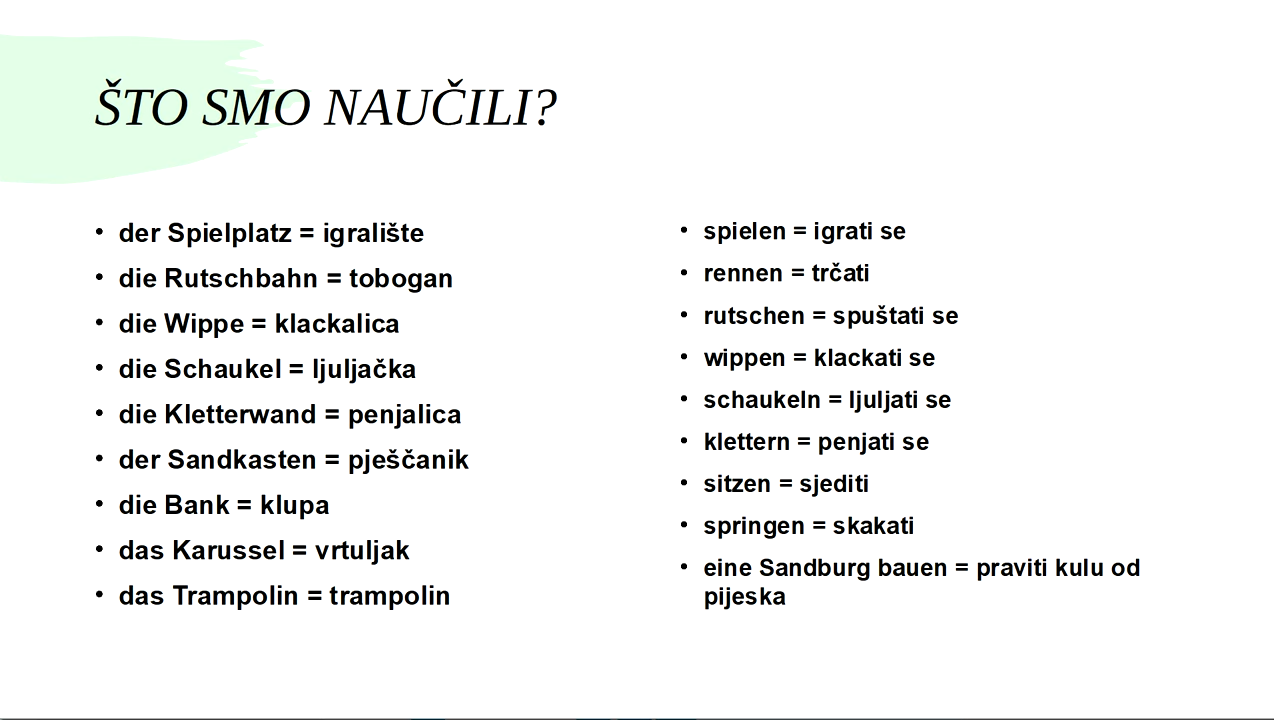 ŠTO SMO NAUČILI?
• der Spielplatz = igralište
• die Rutschbahn = tobogan
• die Wippe = klackalica
• die Schaukel = ljuljačka
• die Kletterwand = penjalica
• der Sandkasten = pješčanik
• die Bank = klupa
• das Karussel = vrtuljak
• das Trampolin = trampolin
• spielen = igrati se
• rennen = trčati
• rutschen = spuštati se
• wippen = klackati se
• schaukeln = ljuljati se
• klettern = penjati se
• sitzen = sjediti
• springen = skakati
• eine Sandburg bauen = praviti kulu od
pijeska